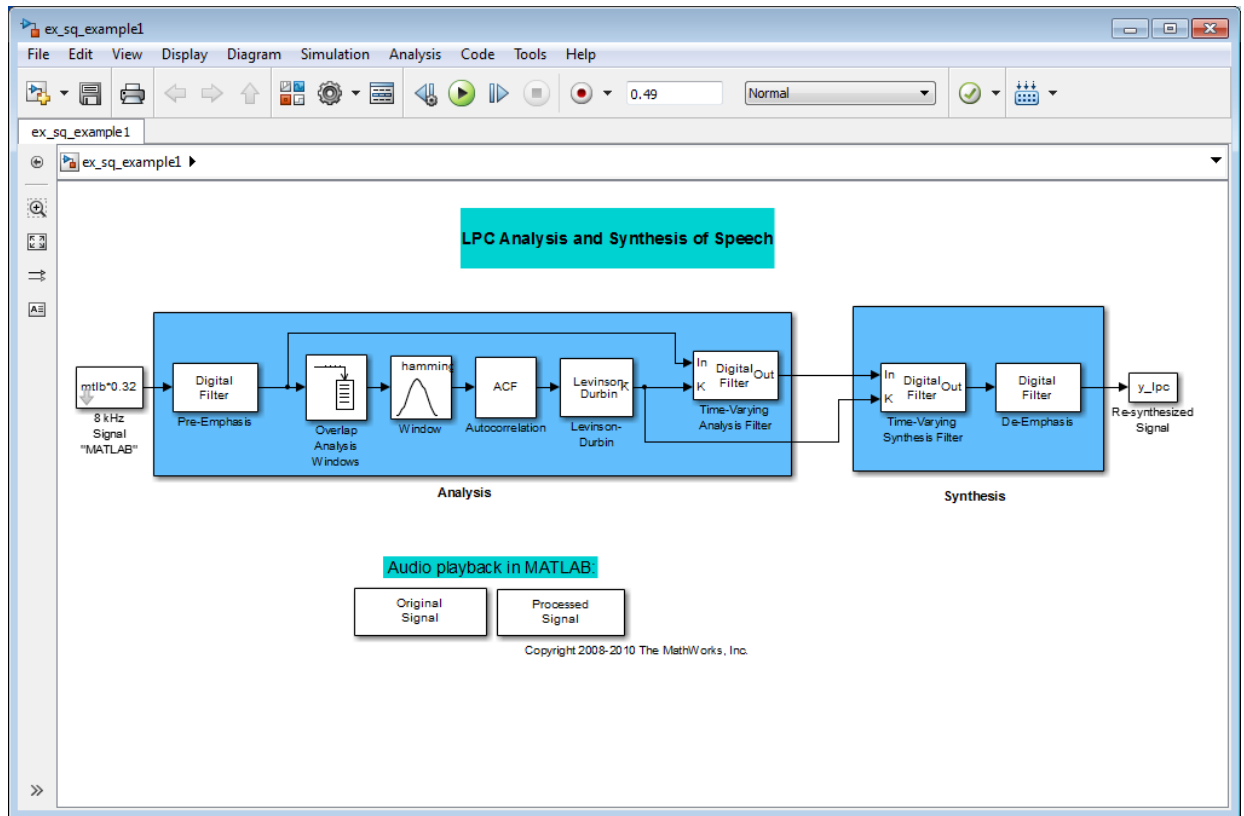 ex_sq_example1
File Edit View Display Diagram Simulation Analysis Code Tools Help
0.49 Normal
ex_sq_example1
ex_sq_example1
LPC Analysis and Synthesis of Speech
mtlb*0.32
8 kHz
Signal
"MATLAB"
Digital
Filter
Pre-Emphasis
Overlap
Analysis
Windows
hamming
Window
ACF
Autocorrelation
Levinson
Durbin
K
Levinson-
Durbin
In
K
Digital
Filter
Out
Time-Varying
Analysis Filter
Analysis
In
K
Digital
Filter
Out
Time-Varying
Synthesis Filter
Digital
Filter
De-Emphasis
Synthesis
y_lpc
Re-synthesized
Signal
Audio playback in MATLAB:
Original
Signal
Processed
Signal
Copyright 2008-2010 The MathWorks, Inc.